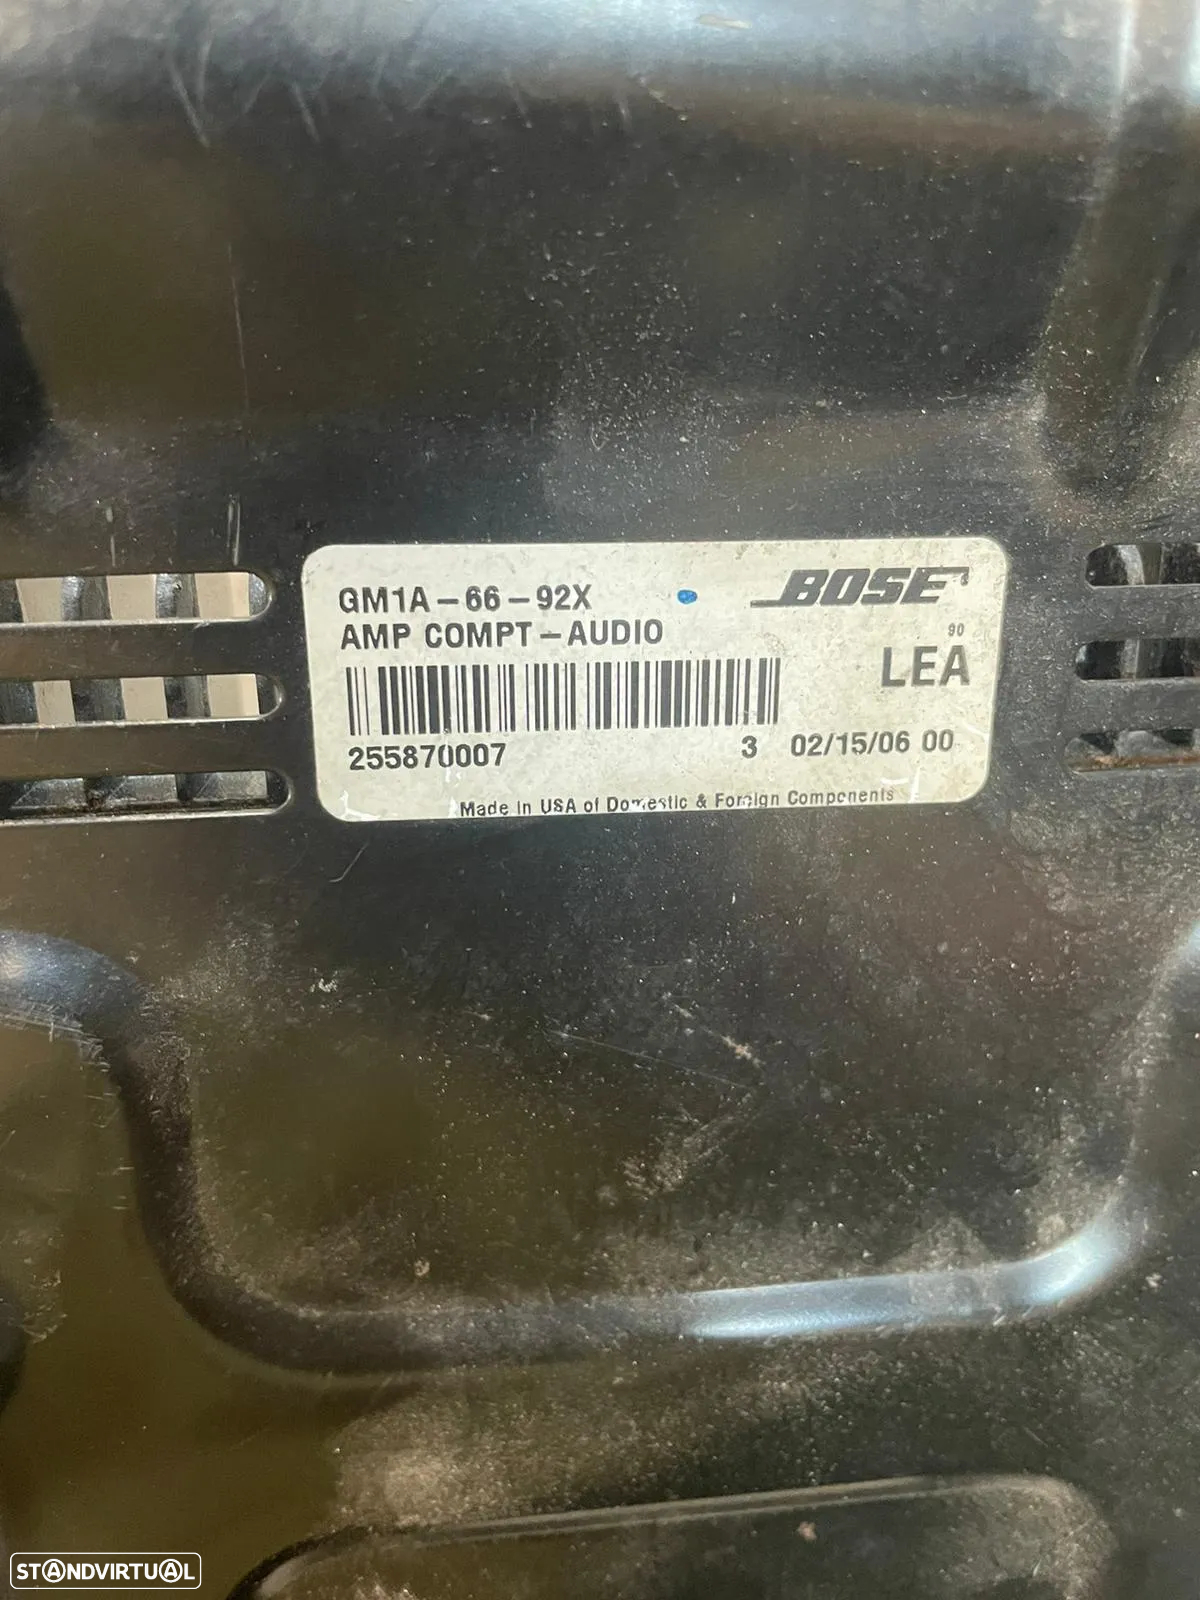 GM1A-66-92X
BOSE
AMP COMPT-AUDIO
90
LEA
255870007 3 02/15/06 00
Made in USA of Domestic & Foreign Components
STANDVIRTUAL